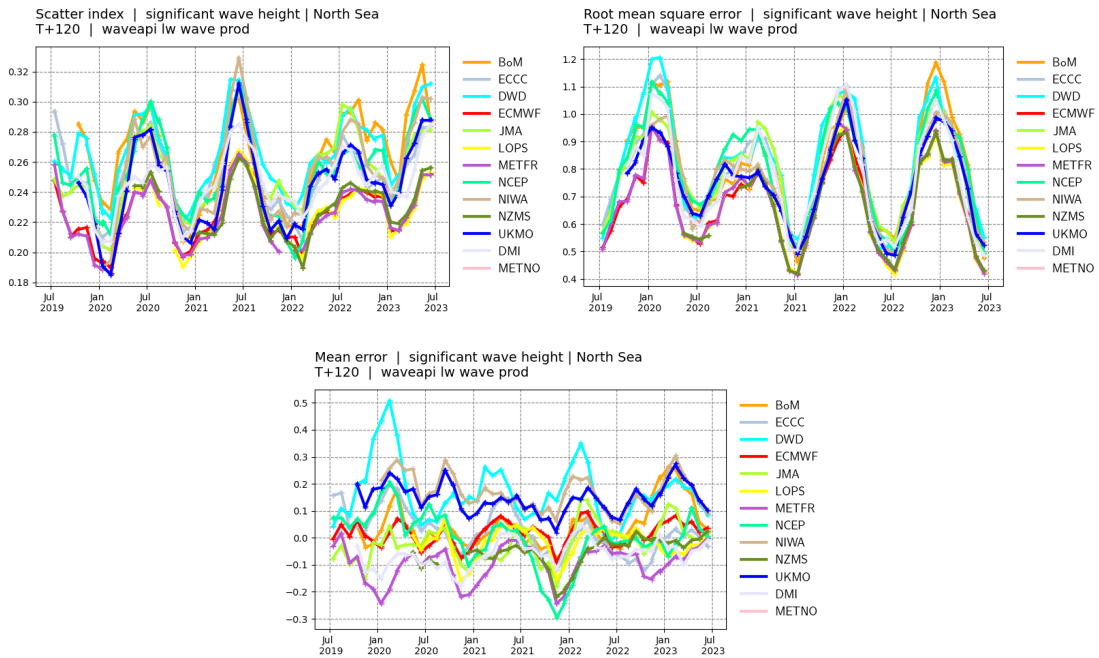 Scatter index | significant wave height | North Sea
T+120 | waveapi lw wave prod
0.32
0.30
0.28
0.26
0.24
0.22
0.20
0.18
Jul 2019
Jan 2020
Jul 2020
Jan 2021
Jul 2021
Jan 2022
Jul 2022
Jan 2023
Jul 2023
BoM
ECCC
DWD
ECMWF
JMA
LOPS
METFR
NCEP
NIWA
NZMS
UKMO
DMI
METNO
Root mean square error | significant wave height | North Sea
T+120 | waveapi lw wave prod
1.2
1.1
1.0
0.9
0.8
0.7
0.6
0.5
0.4
Jul 2019
Jan 2020
Jul 2020
Jan 2021
Jul 2021
Jan 2022
Jul 2022
Jan 2023
Jul 2023
BoM
ECCC
DWD
ECMWF
JMA
LOPS
METFR
NCEP
NIWA
NZMS
UKMO
DMI
METNO
Mean error | significant wave height | North Sea
T+120 | waveapi lw wave prod
0.5
0.4
0.3
0.2
0.1
0.0
−0.1
−0.2
−0.3
Jul 2019
Jan 2020
Jul 2020
Jan 2021
Jul 2021
Jan 2022
Jul 2022
Jan 2023
Jul 2023
BoM
ECCC
DWD
ECMWF
JMA
LOPS
METFR
NCEP
NIWA
NZMS
UKMO
DMI
METNO